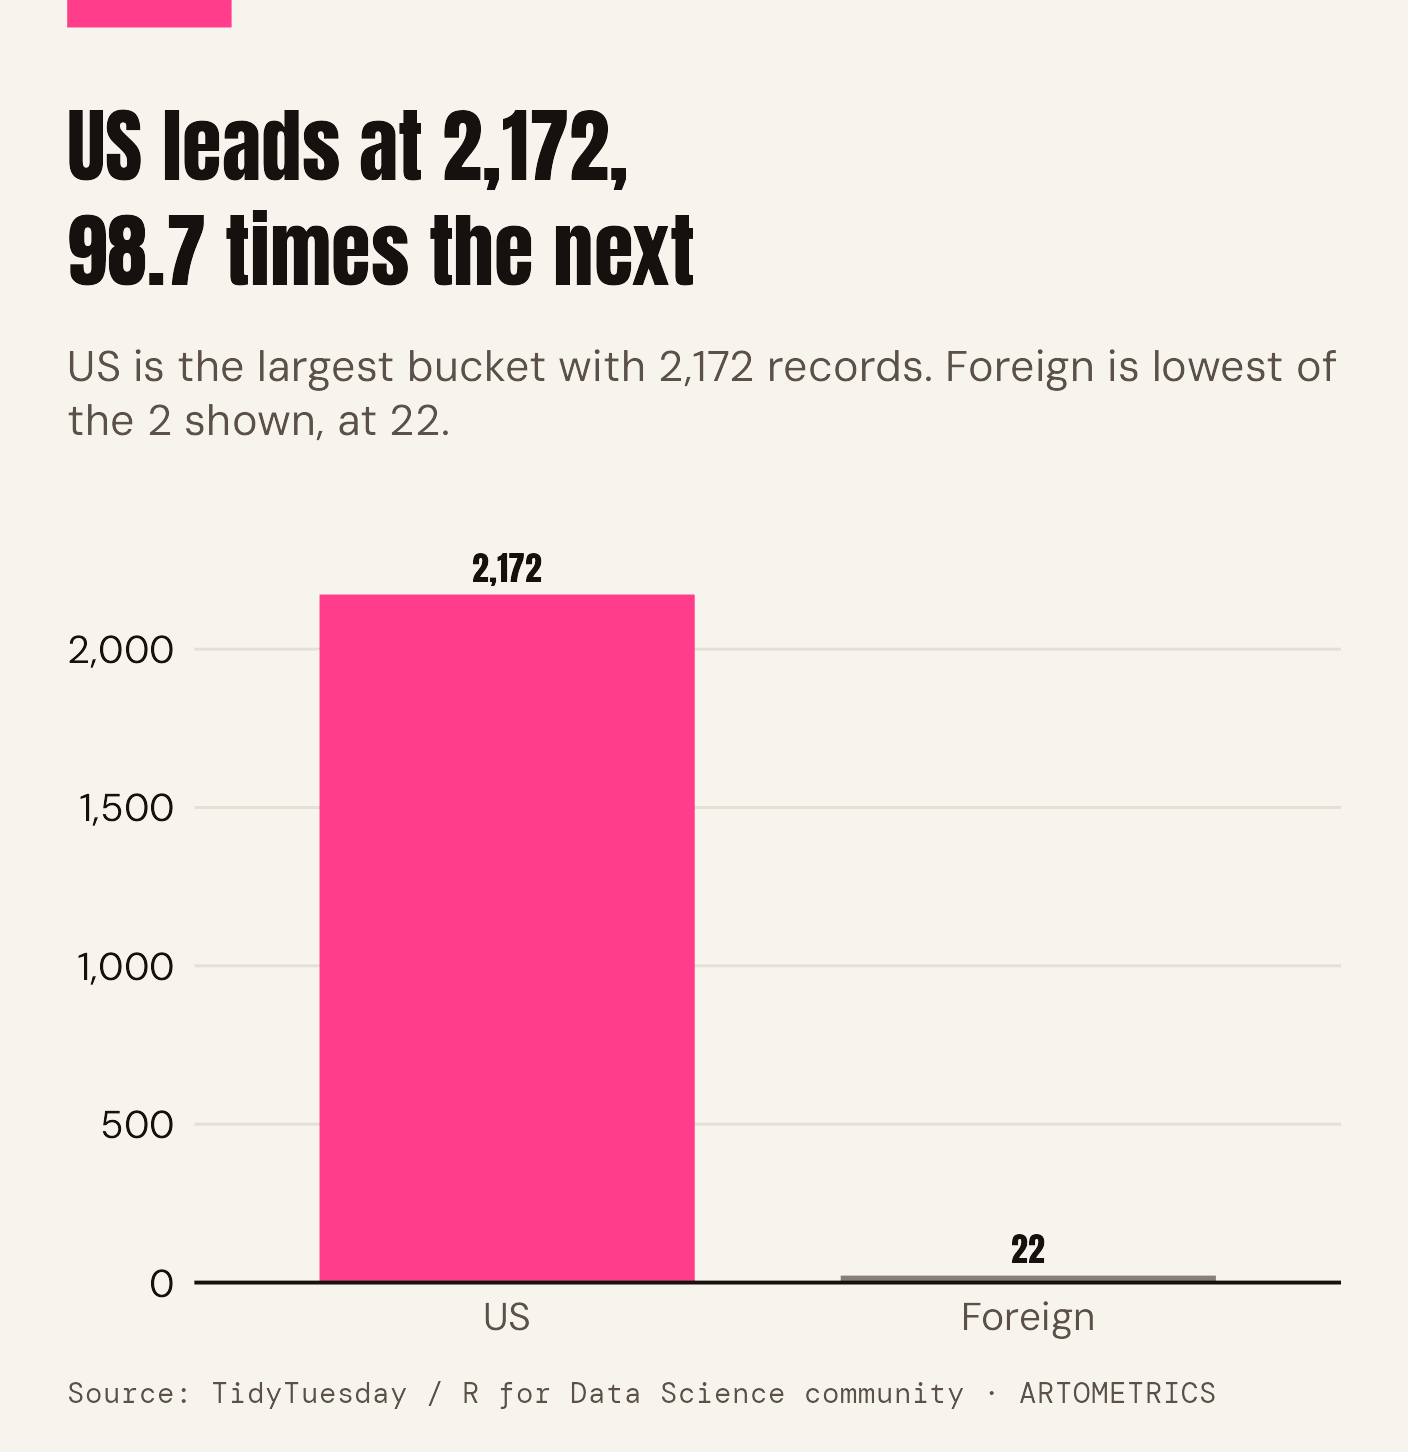 US leads at 2,172,
98.7 times the next
US is the largest bucket with 2,172 records. Foreign is lowest of
the 2 shown, at 22.
2,172
2,000
1,500
1,000
500
22
0
US
Foreign
Source: TidyTuesday / R for Data Science community · ARTOMETRICS